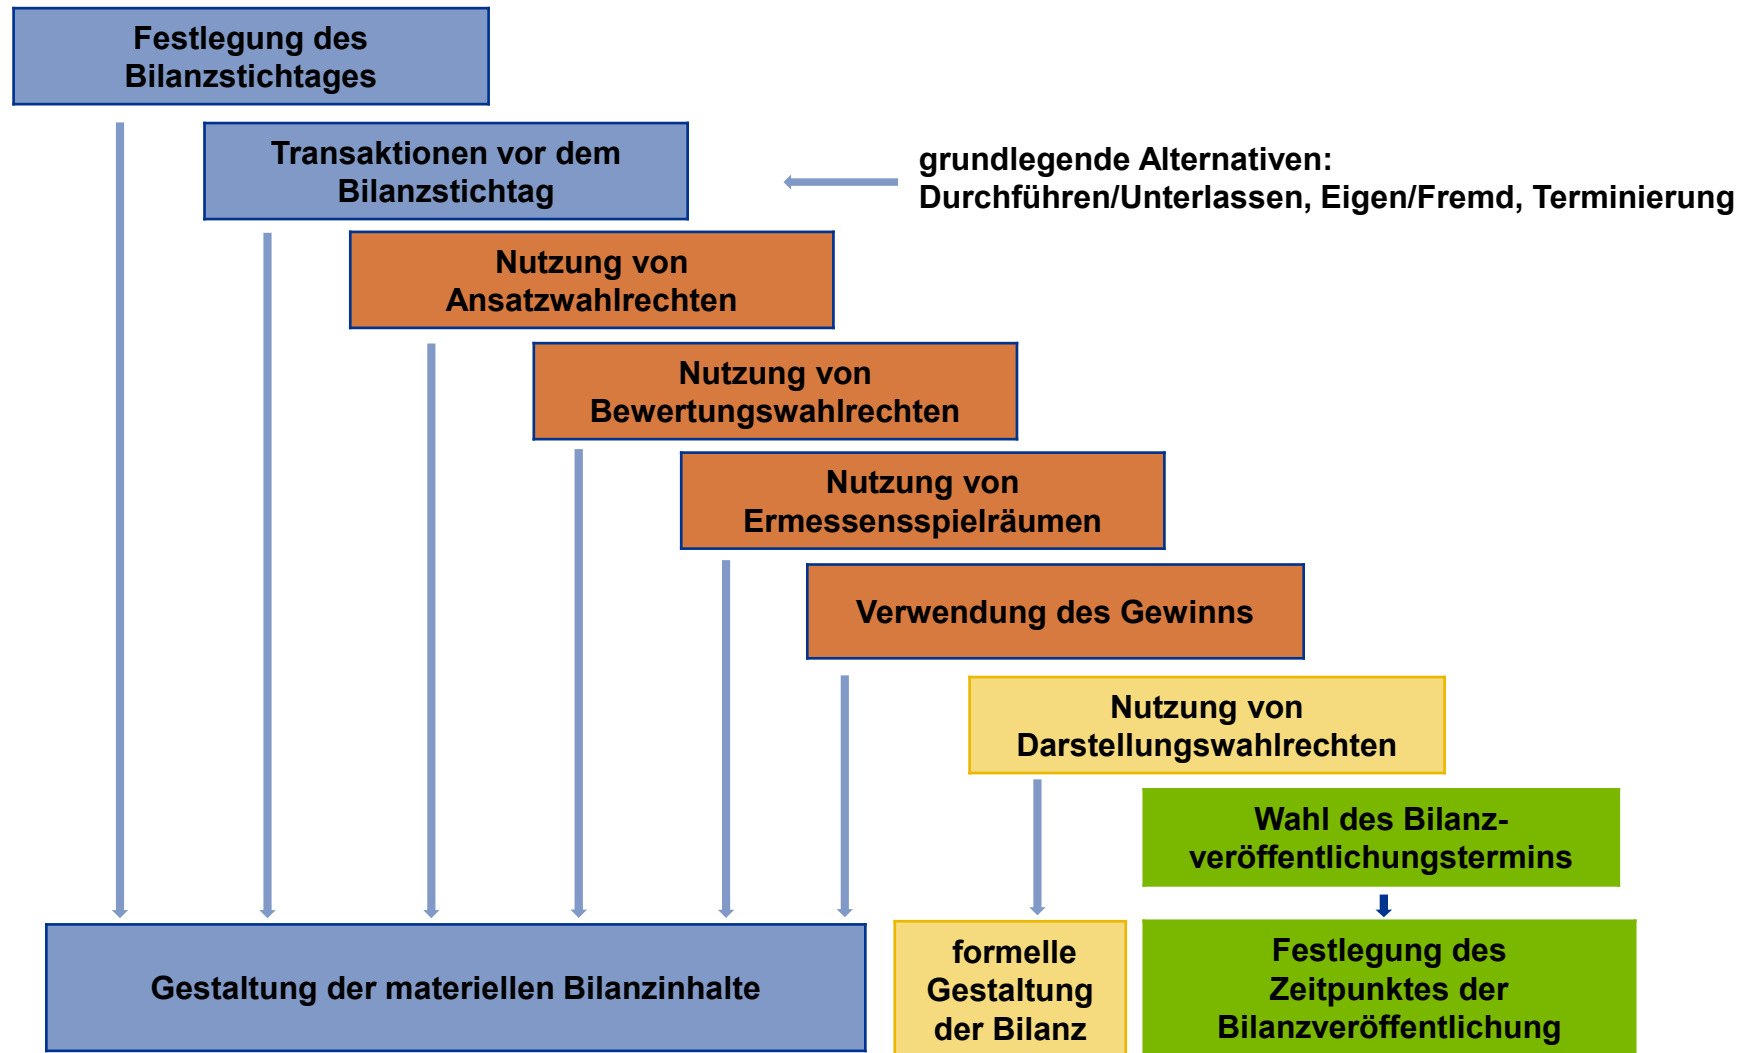 Festlegung des
Bilanzstichtages
Transaktionen vor dem
Bilanzstichtag
grundlegende Alternativen:
Durchführen/Unterlassen, Eigen/Fremd, Terminierung
Nutzung von
Ansatzwahlrechten
Nutzung von
Bewertungswahlrechten
Nutzung von
Ermessensspielräumen
Verwendung des Gewinns
Nutzung von
Darstellungswahlrechten
Wahl des Bilanz-
veröffentlichungstermins
Gestaltung der materiellen Bilanzinhalte
formelle
Gestaltung
der Bilanz
Festlegung des
Zeitpunktes der
Bilanzveröffentlichung